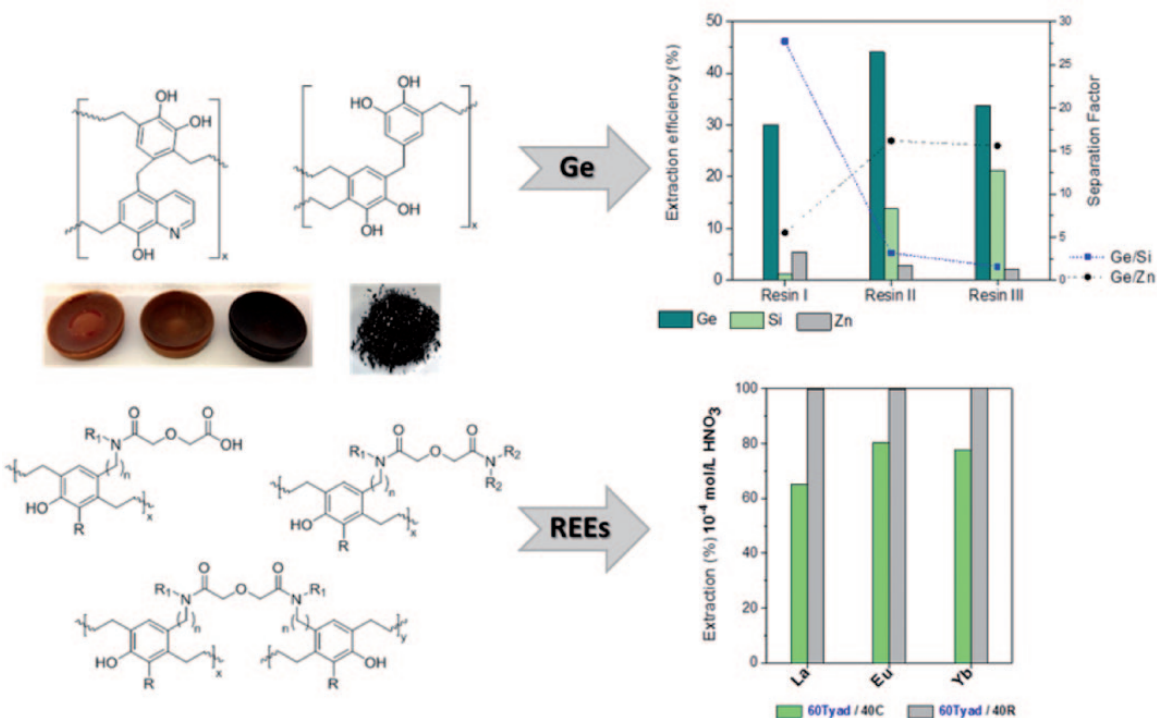 OH
HO
OH
OH
HO
N
OH
x
OH
OH
x
Ge
Extraction efficiency (%)
50
40
30
20
10
0
30
25
20
15
10
5
0
Separation Factor
Resin I
Resin II
Resin III
Ge/Si
Ge/Zn
Ge
Si
Zn
O
O
R1
N
O
OH
n
HO
R
x
O
O
R1
N
O
N
R2
R2
n
HO
R
x
REEs
O
O
R1
N
O
N
R1
n
n
HO
R
x
R
OH
y
Extraction (%) 10-4 mol/L HNO3
100
80
60
40
20
0
La
Eu
Yb
60Tyad / 40C
60Tyad / 40R